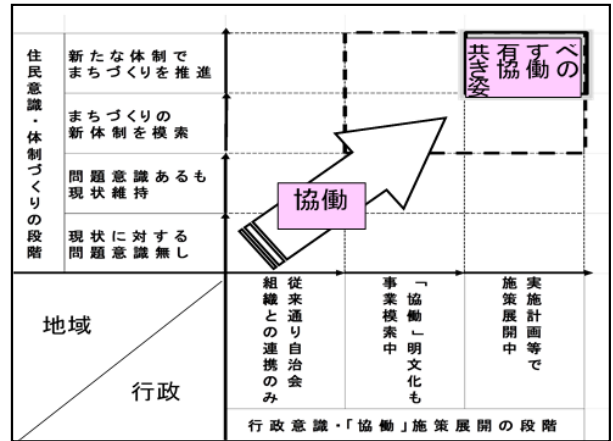 住民意識・体制づくりの段階
新たな体制で
まちづくりを推進
まちづくりの
新体制を模索
問題意識あるも
現状維持
現状に対する
問題意識無し
共有すべ
き協働の
姿
協働
地域
行政
従来通り自治会
組織との連携のみ
「協働」明文化も
事業模索中
実施計画等で
施策展開中
行政意識・「協働」施策展開の段階